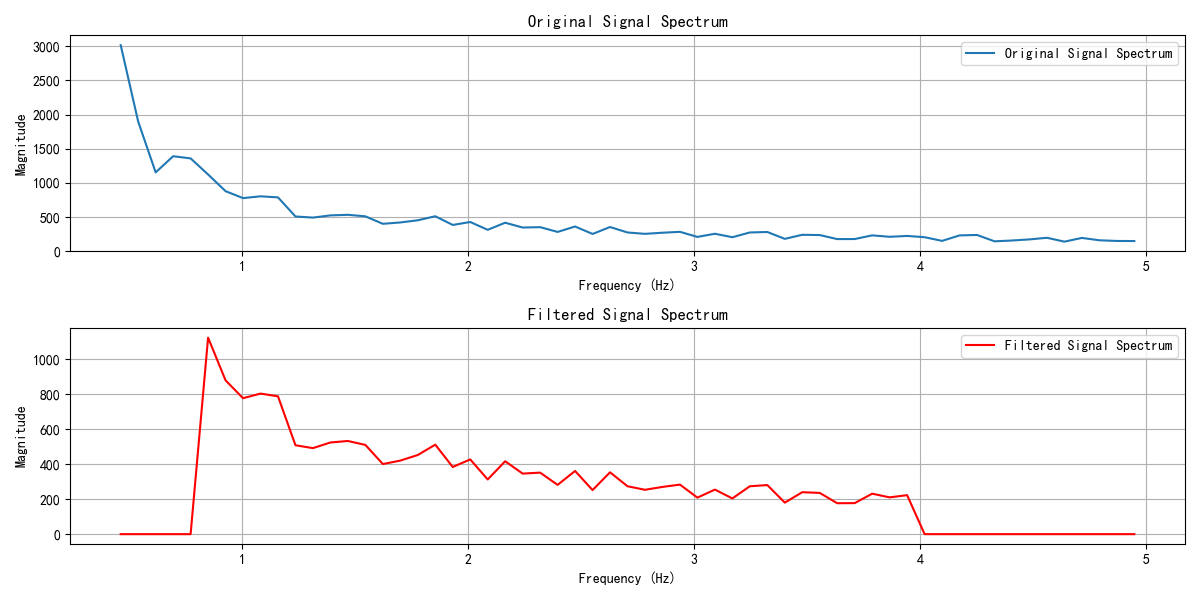 Original Signal Spectrum
Original Signal Spectrum
Magnitude
3000
2500
2000
1500
1000
500
0
1
2
3
4
5
Frequency (Hz)
Filtered Signal Spectrum
Filtered Signal Spectrum
Magnitude
1000
800
600
400
200
0
1
2
3
4
5
Frequency (Hz)